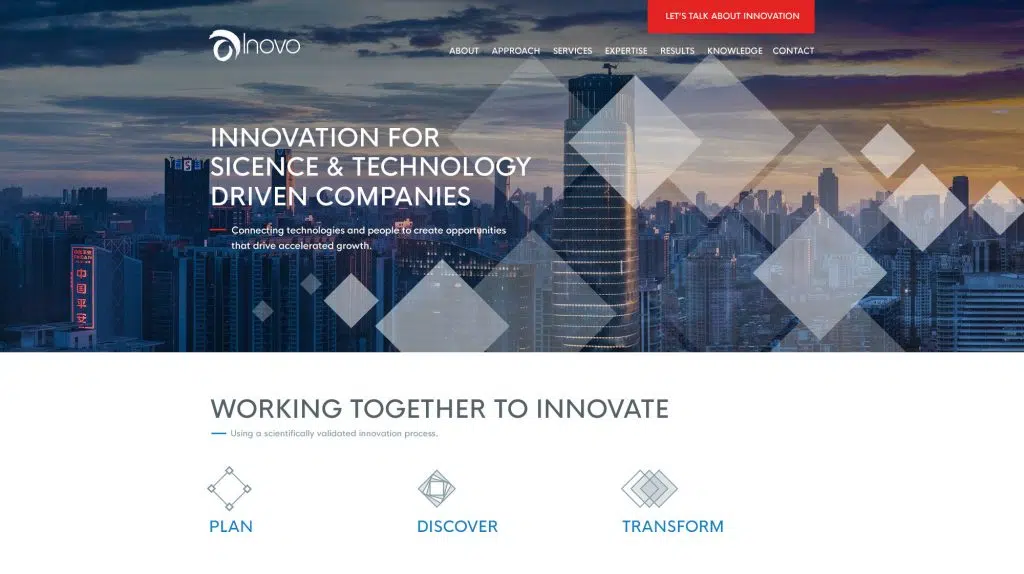 LET'S TALK ABOUT INNOVATION
Inovo
ABOUT APPROACH SERVICES EXPERTISE RESULTS KNOWLEDGE CONTACT
INNOVATION FOR
SICENCE & TECHNOLOGY
DRIVEN COMPANIES
Connecting technologies and people to create opportunities
that drive accelerated growth.
中国平安
WORKING TOGETHER TO INNOVATE
Using a scientifically validated innovation process.
PLAN DISCOVER TRANSFORM